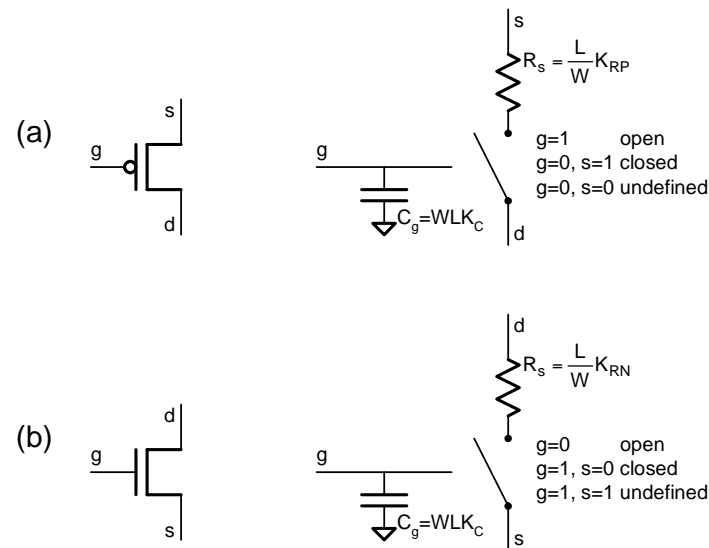 s
R_s = L/W K_RP
(a)
s
g
d
g
g=1 open
g=0, s=1 closed
g=0, s=0 undefined
C_g=WLK_C
d
d
R_s = L/W K_RN
(b)
d
g
s
g
g=0 open
g=1, s=0 closed
g=1, s=1 undefined
C_g=WLK_C
s